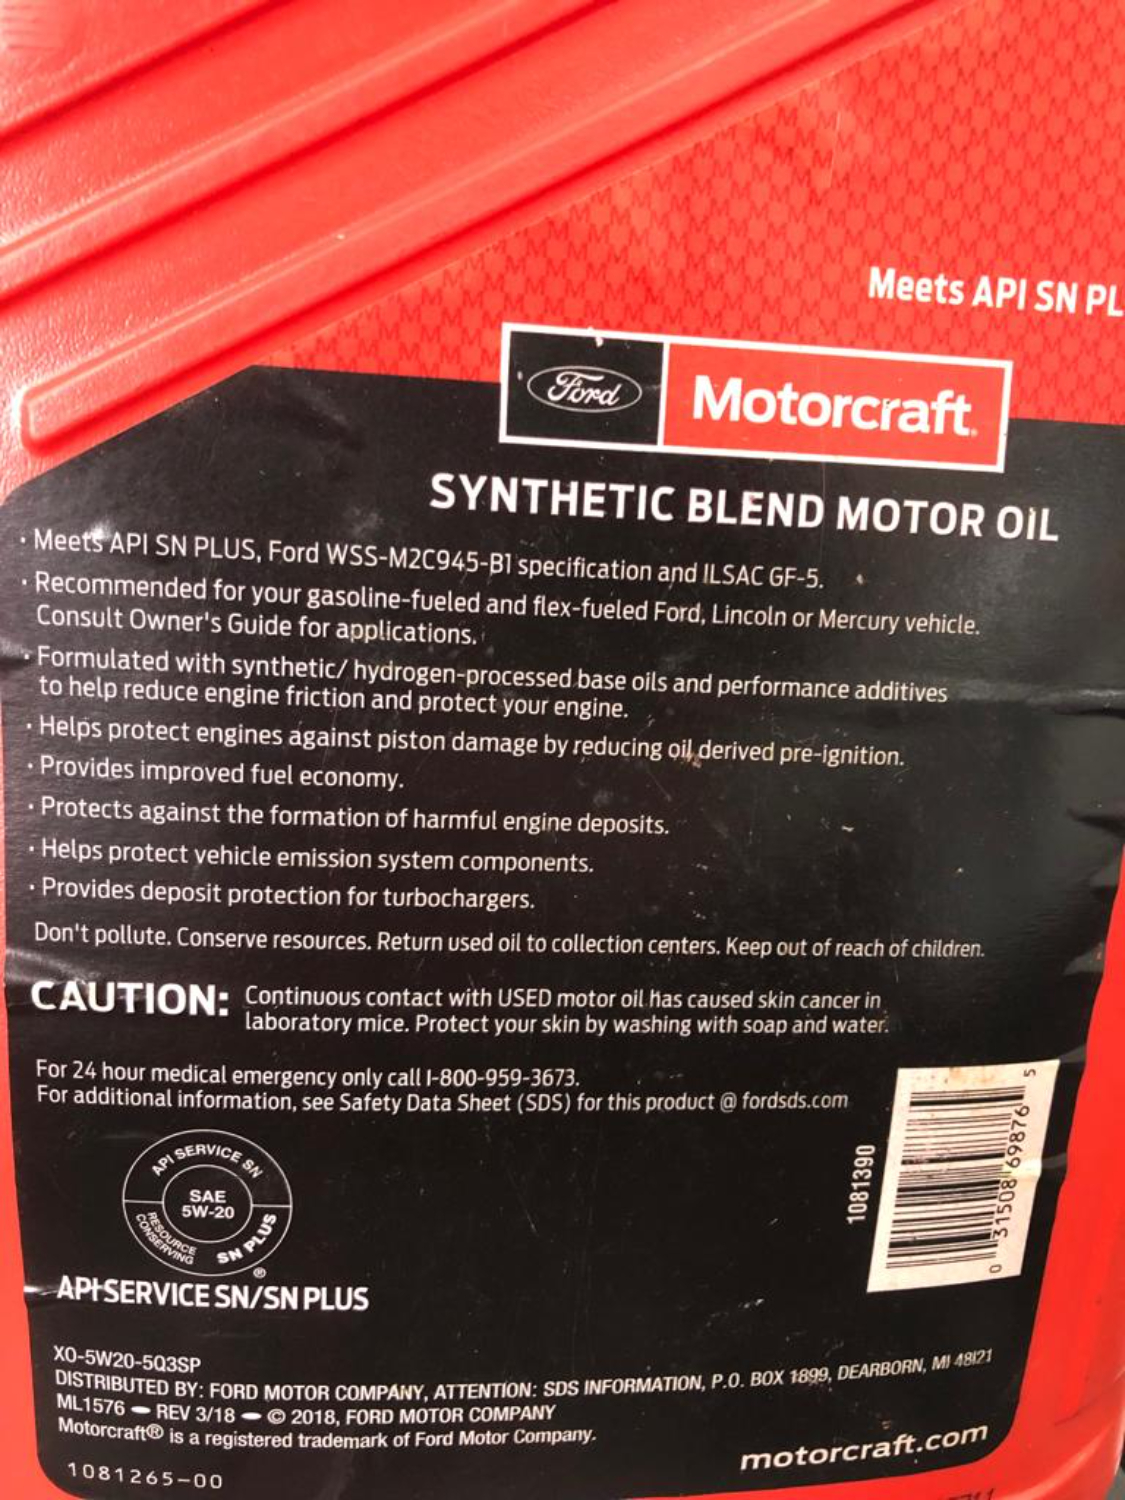 Meets API SN PL
Ford Motorcraft®
SYNTHETIC BLEND MOTOR OIL
· Meets API SN PLUS, Ford WSS-M2C945-B1 specification and ILSAC GF-5.
· Recommended for your gasoline-fueled and flex-fueled Ford, Lincoln or Mercury vehicle.
Consult Owner's Guide for applications.
· Formulated with synthetic/ hydrogen-processed base oils and performance additives
to help reduce engine friction and protect your engine.
· Helps protect engines against piston damage by reducing oil derived pre-ignition.
· Provides improved fuel economy.
· Protects against the formation of harmful engine deposits.
· Helps protect vehicle emission system components.
· Provides deposit protection for turbochargers.
Don't pollute. Conserve resources. Return used oil to collection centers. Keep out of reach of children.
CAUTION: Continuous contact with USED motor oil has caused skin cancer in
laboratory mice. Protect your skin by washing with soap and water.
For 24 hour medical emergency only call 1-800-959-3673.
For additional information, see Safety Data Sheet (SDS) for this product @ fordsds.com
API SERVICE SN
SAE
5W-20
RESOURCE
CONSERVING
SN PLUS
®
API SERVICE SN/SN PLUS
1081390
0 31508 69876 5
XO-5W20-5Q3SP
DISTRIBUTED BY: FORD MOTOR COMPANY, ATTENTION: SDS INFORMATION, P.O. BOX 1899, DEARBORN, MI 48121
ML1576 – REV 3/18 – © 2018, FORD MOTOR COMPANY
Motorcraft® is a registered trademark of Ford Motor Company.
motorcraft.com
1081265-00